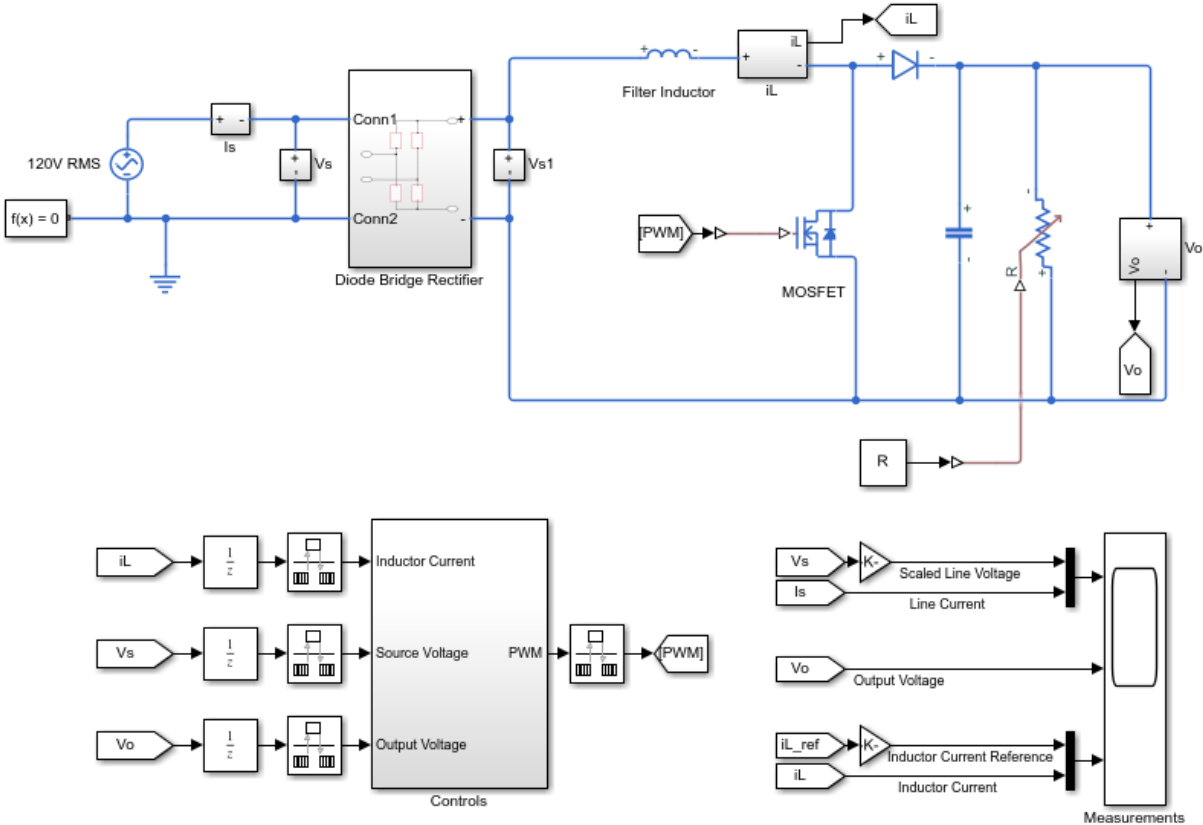 iL
iL
+ -
+
-
iL
+ -
Filter Inductor
Conn1
+
+ -
Is
120V RMS
+
-
Vs
+
-
Vs1
f(x) = 0
Conn2
-
Diode Bridge Rectifier
[PWM]
MOSFET
+
-
-
+
R
+
Vo
-
Vo
Vo
R
iL
1
z
Inductor Current
Vs
1
z
Source Voltage
PWM
[PWM]
Vo
1
z
Output Voltage
Controls
Vs
-K-
Scaled Line Voltage
Is
Line Current
Vo
Output Voltage
iL_ref
-K-
Inductor Current Reference
iL
Inductor Current
Measurements